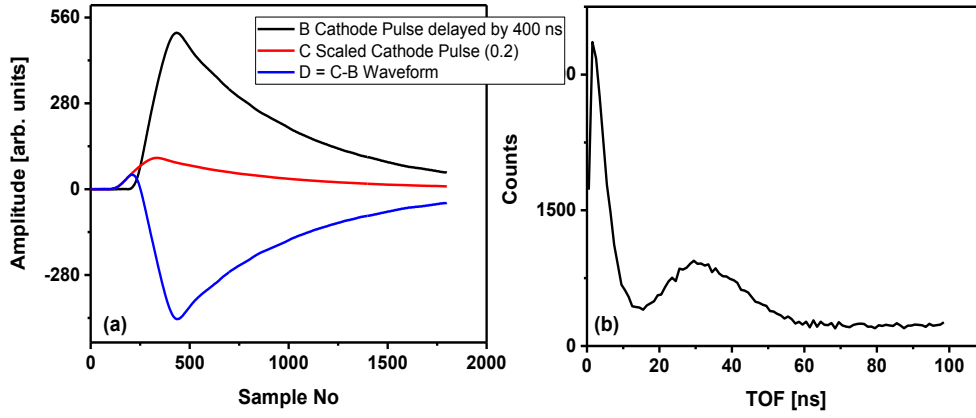 560
280
0
-280
Amplitude [arb. units]
B Cathode Pulse delayed by 400 ns
C Scaled Cathode Pulse (0.2)
D = C-B Waveform
(a)
0 500 1000 1500 2000
Sample No
1500
0
Counts
(b)
0 20 40 60 80 100
TOF [ns]